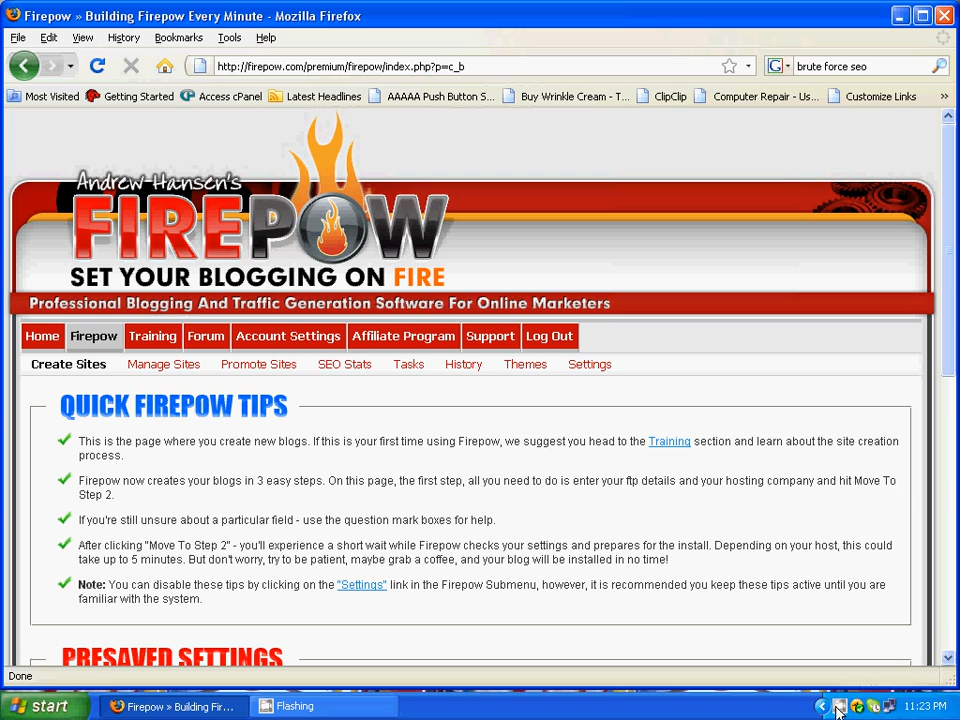 Firepow » Building Firepow Every Minute - Mozilla Firefox
File Edit View History Bookmarks Tools Help
http://firepow.com/premium/firepow/index.php?p=c_b
brute force seo
Most Visited Getting Started Access cPanel Latest Headlines AAAAA Push Button S... Buy Wrinkle Cream - T... ClipClip Computer Repair - Us... Customize Links »
Andrew Hansen's
FIREPOW
SET YOUR BLOGGING ON FIRE
Professional Blogging And Traffic Generation Software For Online Marketers
Home Firepow Training Forum Account Settings Affiliate Program Support Log Out
Create Sites Manage Sites Promote Sites SEO Stats Tasks History Themes Settings
QUICK FIREPOW TIPS
This is the page where you create new blogs. If this is your first time using Firepow, we suggest you head to the Training section and learn about the site creation
process.
Firepow now creates your blogs in 3 easy steps. On this page, the first step, all you need to do is enter your ftp details and your hosting company and hit Move To
Step 2.
If you're still unsure about a particular field - use the question mark boxes for help.
After clicking "Move To Step 2" - you'll experience a short wait while Firepow checks your settings and prepares for the install. Depending on your host, this could
take up to 5 minutes. But don't worry, try to be patient, maybe grab a coffee, and your blog will be installed in no time!
Note: You can disable these tips by clicking on the "Settings" link in the Firepow Submenu, however, it is recommended you keep these tips active until you are
familiar with the system.
PRESAVED SETTINGS
Done
start Firepow » Building Fir... Flashing 11:23 PM